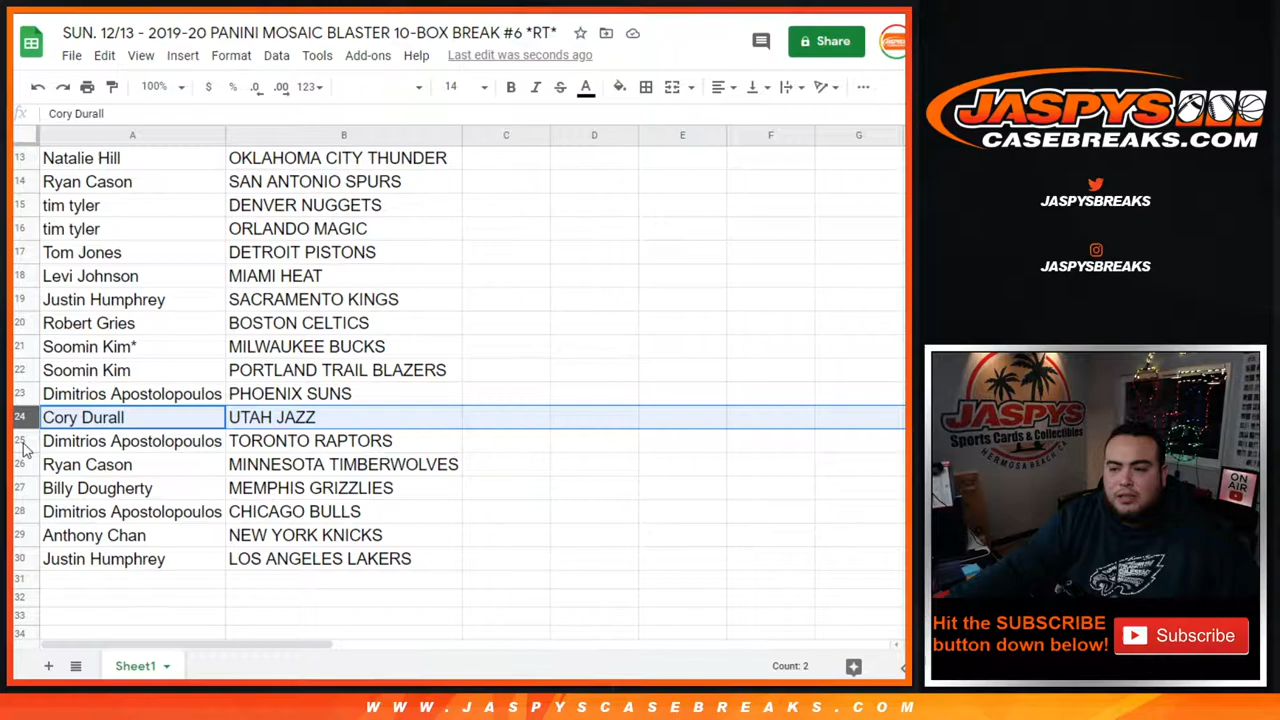 SUN. 12/13 - 2019-20 PANINI MOSAIC BLASTER 10-BOX BREAK #6 *RT*
File Edit View Insert Format Data Tools Add-ons Help Last edit was seconds ago
Share
100% $ % .0 .00 123 14 B I S A
fx Cory Durall
A B C D E F G
13 Natalie Hill OKLAHOMA CITY THUNDER
14 Ryan Cason SAN ANTONIO SPURS
15 tim tyler DENVER NUGGETS
16 tim tyler ORLANDO MAGIC
17 Tom Jones DETROIT PISTONS
18 Levi Johnson MIAMI HEAT
19 Justin Humphrey SACRAMENTO KINGS
20 Robert Gries BOSTON CELTICS
21 Soomin Kim* MILWAUKEE BUCKS
22 Soomin Kim PORTLAND TRAIL BLAZERS
23 Dimitrios Apostolopoulos PHOENIX SUNS
24 Cory Durall UTAH JAZZ
25 Dimitrios Apostolopoulos TORONTO RAPTORS
26 Ryan Cason MINNESOTA TIMBERWOLVES
27 Billy Dougherty MEMPHIS GRIZZLIES
28 Dimitrios Apostolopoulos CHICAGO BULLS
29 Anthony Chan NEW YORK KNICKS
30 Justin Humphrey LOS ANGELES LAKERS
31
32
33
34
Sheet1
Count: 2
JASPYS
CASEBREAKS.COM
JASPYSBREAKS
JASPYSBREAKS
JASPYS
Sports Cards & Collectibles
HERMOSA BEACH
ON AIR
Hit the SUBSCRIBE
button down below!
Subscribe
WWW.JASPYSCASEBREAKS.COM